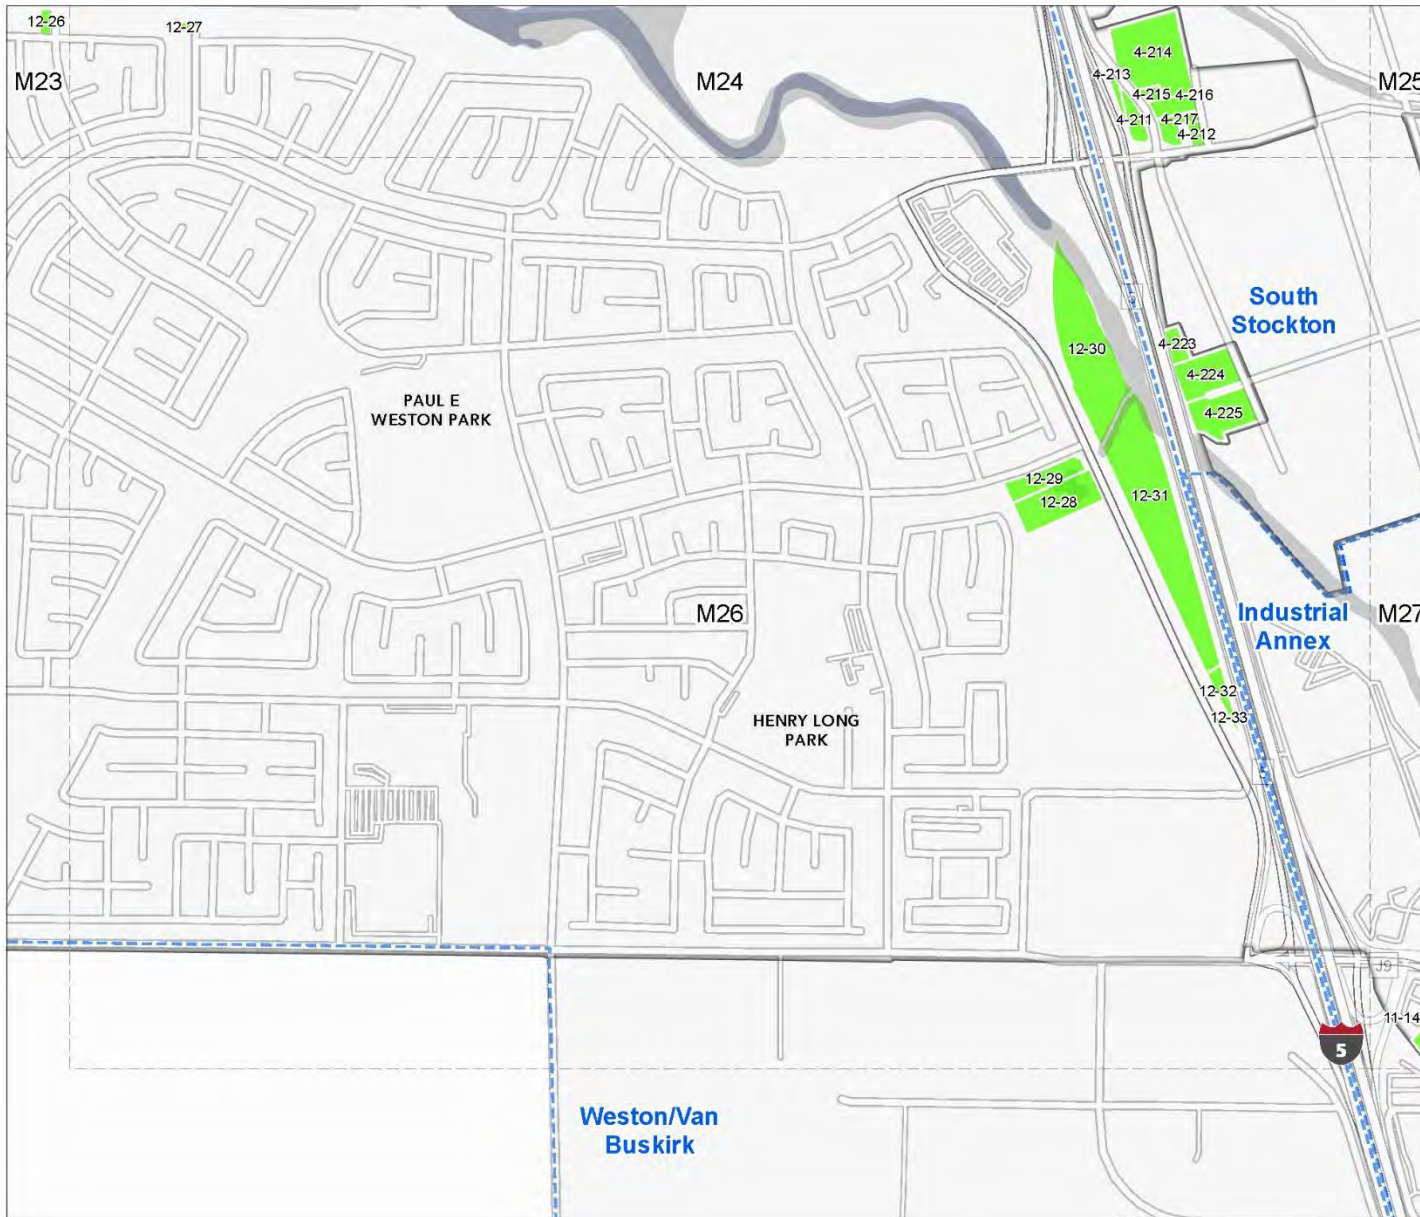 12-26
12-27
M23
M24
M25
4-214
4-213
4-215
4-216
4-211
4-217
4-212
South
Stockton
12-30
4-223
4-224
4-225
PAUL E
WESTON PARK
12-29
12-28
12-31
M26
Industrial
Annex
M27
12-32
12-33
HENRY LONG
PARK
J9
11-14
5
Weston/Van
Buskirk